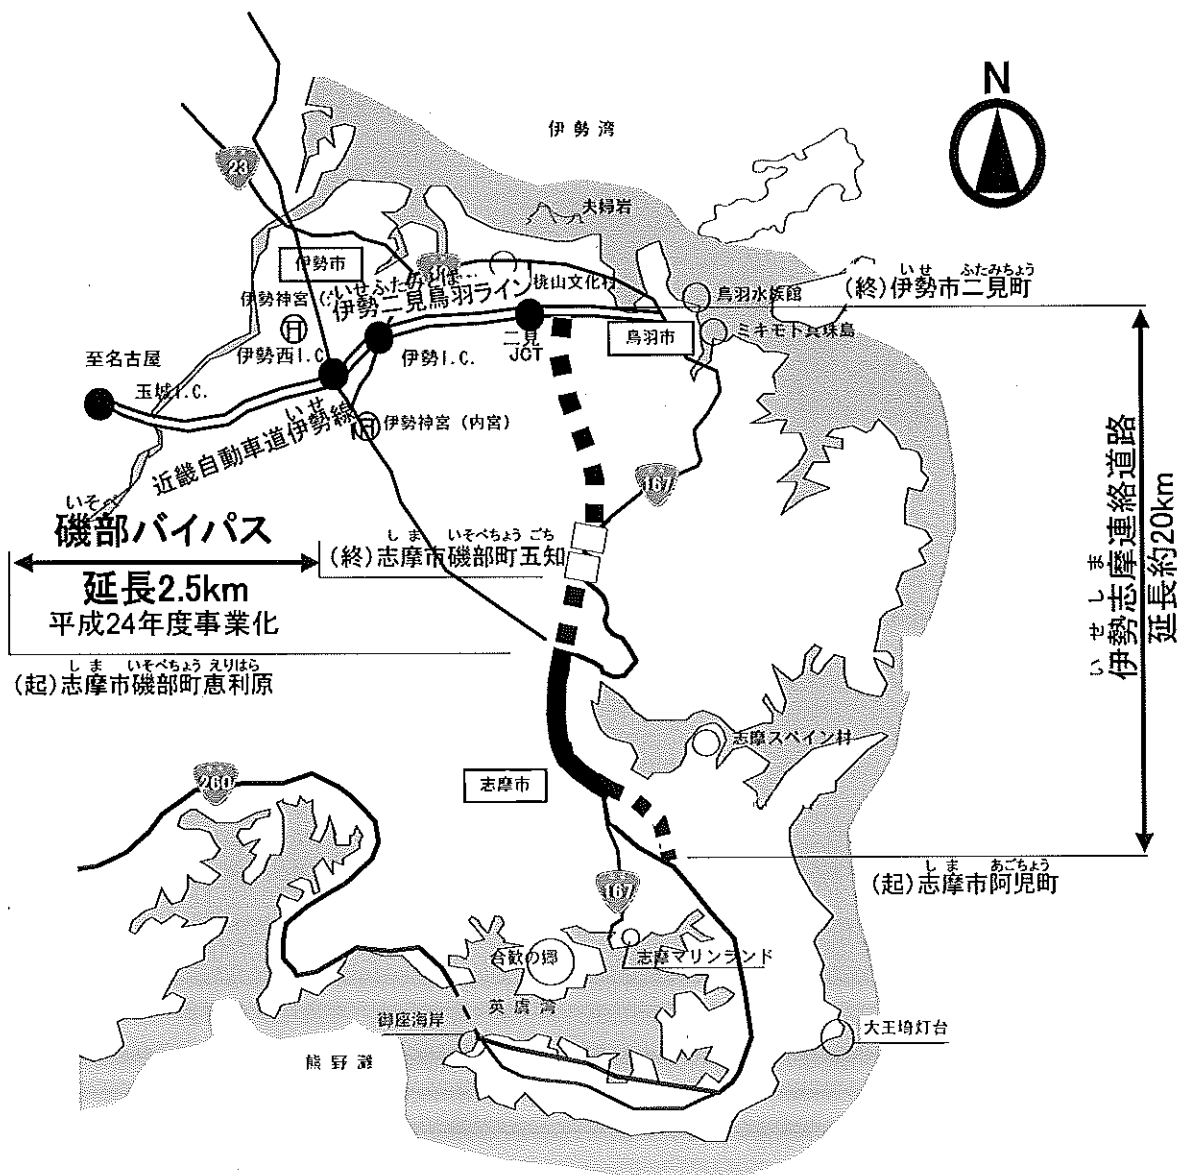 N
伊勢湾
23
夫婦岩
伊勢市
伊勢神宮
いせふたみとば
伊勢二見鳥羽ライン
桃山文化村
鳥羽水族館
いせ ふたみちょう
(終)伊勢市二見町
伊勢西I.C.
伊勢I.C.
二見
JCT
鳥羽市
ミキモト真珠島
至名古屋
玉城I.C.
いせ
近畿自動車道伊勢線
伊勢神宮(内宮)
167
いそべ
磯部バイパス
延長2.5km
平成24年度事業化
しま いそべちょう ごち
(終)志摩市磯部町五知
しま いそべちょう えりはら
(起)志摩市磯部町恵利原
いせしま
伊勢志摩連絡道路
延長約20km
志摩スペイン村
260
志摩市
しま あごちょう
(起)志摩市阿児町
167
合歓の郷
志摩マリンランド
英虞湾
御座海岸
大王埼灯台
熊野灘